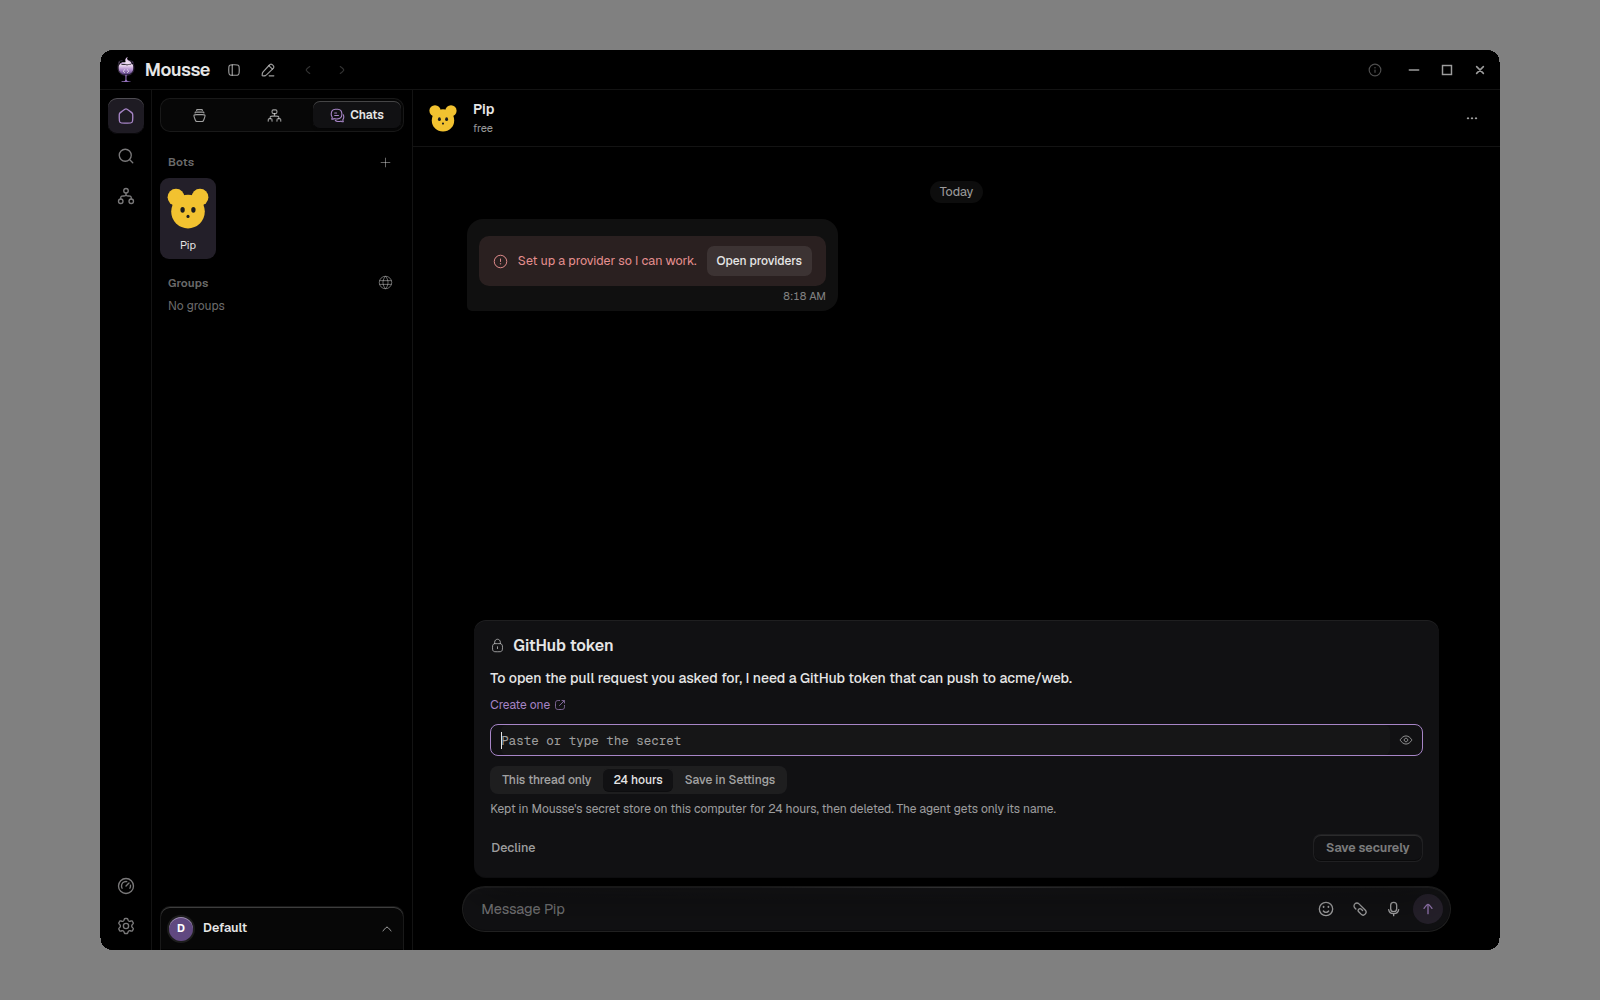 Mousse
Chats
Bots
Pip
Groups
No groups
D Default
Pip
free
Today
Set up a provider so I can work. Open providers
8:18 AM
GitHub token
To open the pull request you asked for, I need a GitHub token that can push to acme/web.
Create one
Paste or type the secret
This thread only 24 hours Save in Settings
Kept in Mousse's secret store on this computer for 24 hours, then deleted. The agent gets only its name.
Decline Save securely
Message Pip